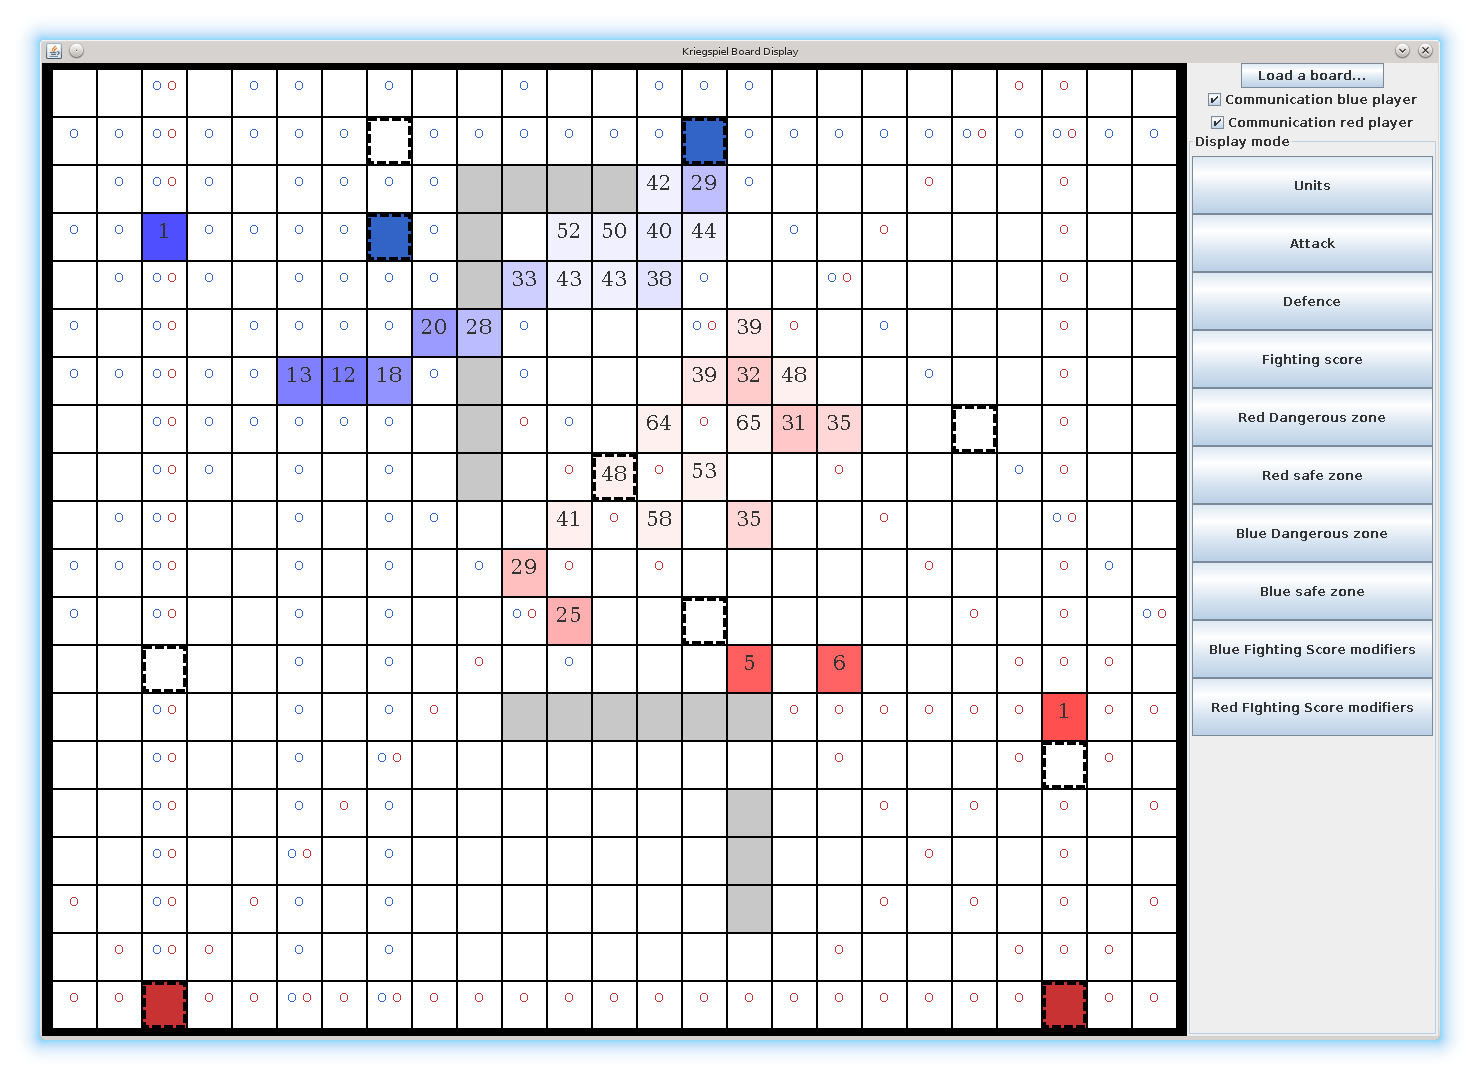 Kriegspiel Board Display
42 29
1 52 50 40 44
33 43 43 38
20 28 39
13 12 18 39 32 48
64 65 31 35
48 53
41 58 35
29
25
5 6
1
Load a board...
Communication blue player
Communication red player
Display mode
Units
Attack
Defence
Fighting score
Red Dangerous zone
Red safe zone
Blue Dangerous zone
Blue safe zone
Blue Fighting Score modifiers
Red FIghting Score modifiers